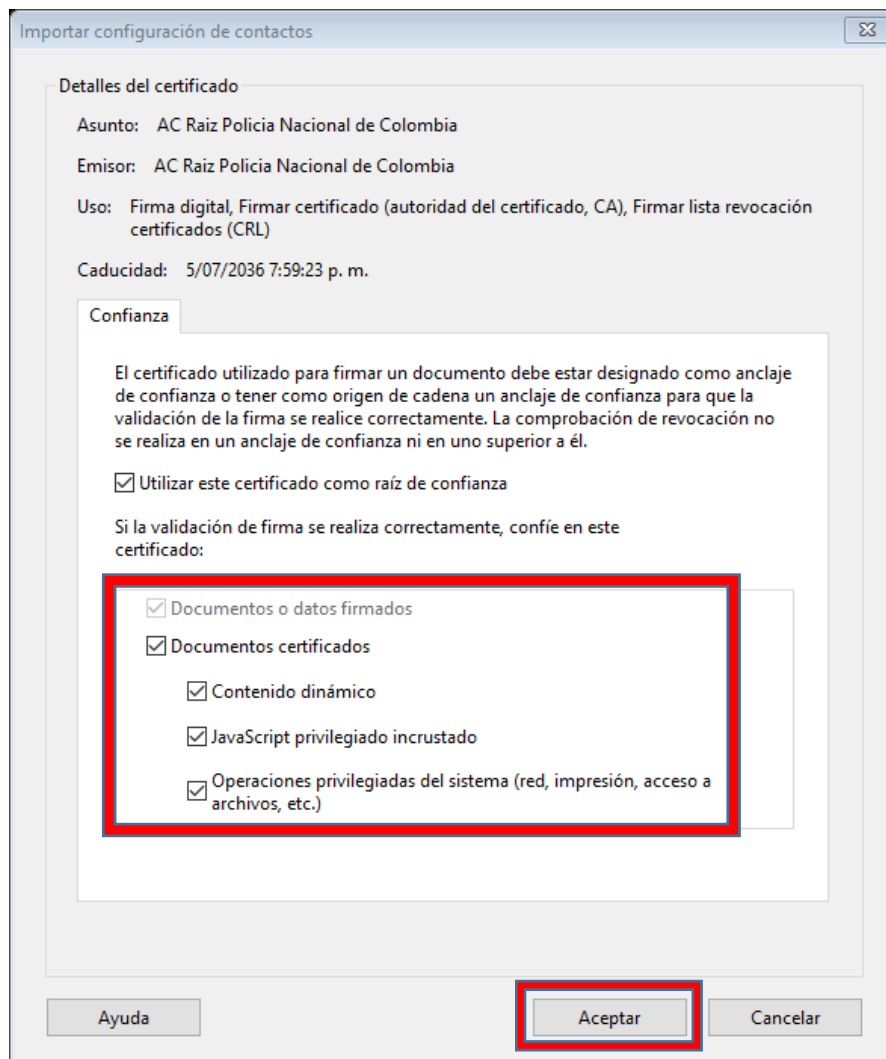 Importar configuración de contactos
Detalles del certificado
Asunto: AC Raiz Policia Nacional de Colombia
Emisor: AC Raiz Policia Nacional de Colombia
Uso: Firma digital, Firmar certificado (autoridad del certificado, CA), Firmar lista revocación
certificados (CRL)
Caducidad: 5/07/2036 7:59:23 p. m.
Confianza
El certificado utilizado para firmar un documento debe estar designado como anclaje
de confianza o tener como origen de cadena un anclaje de confianza para que la
validación de la firma se realice correctamente. La comprobación de revocación no
se realiza en un anclaje de confianza ni en uno superior a él.
Utilizar este certificado como raíz de confianza
Si la validación de firma se realiza correctamente, confíe en este
certificado:
Documentos o datos firmados
Documentos certificados
Contenido dinámico
JavaScript privilegiado incrustado
Operaciones privilegiadas del sistema (red, impresión, acceso a
archivos, etc.)
Ayuda Aceptar Cancelar